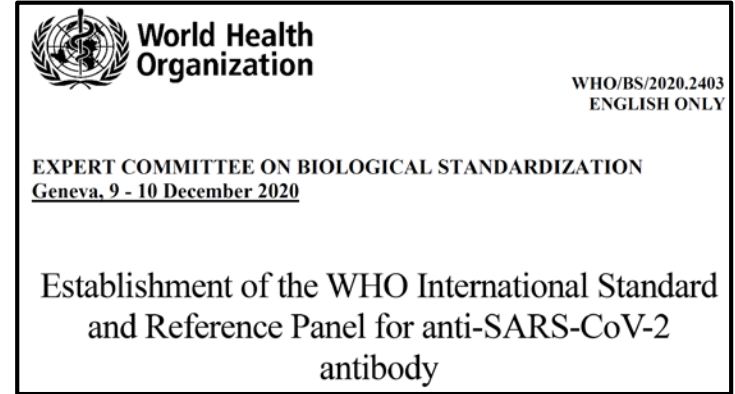 World Health
Organization
WHO/BS/2020.2403
ENGLISH ONLY
EXPERT COMMITTEE ON BIOLOGICAL STANDARDIZATION
Geneva, 9 - 10 December 2020
Establishment of the WHO International Standard
and Reference Panel for anti-SARS-CoV-2
antibody